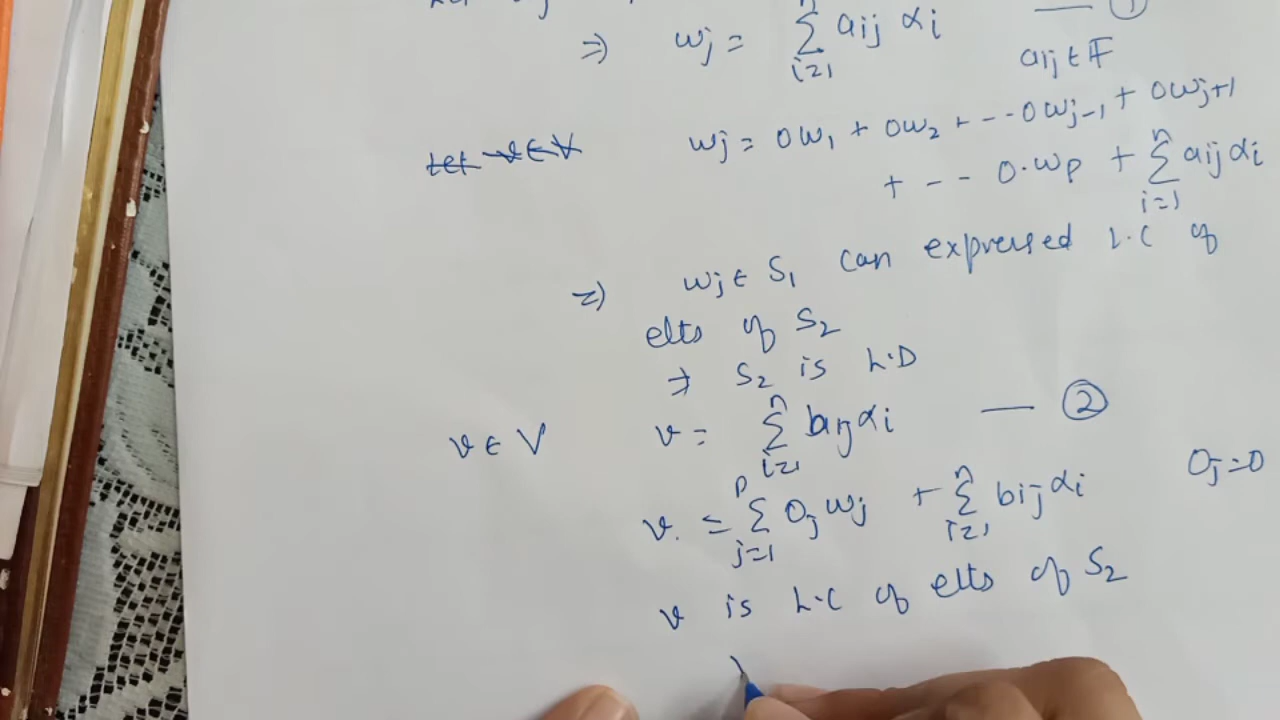 ⇒ wj = n Σ i=1 aij αi — ①
aij ∈ F
wj = 0w1 + 0w2 + --- 0wj-1 + 0wj+1
+ -- 0.wp + n Σ i=1 aij αi
⇒ wj ∈ S1 can expressed L.C of
elts of S2
⇒ S2 is L.D
v ∈ V v = n Σ i=1 bij αi — ②
v. = p Σ j=1 0j wj + n Σ i=1 bij αi 0j = 0
v is L.C of elts of S2